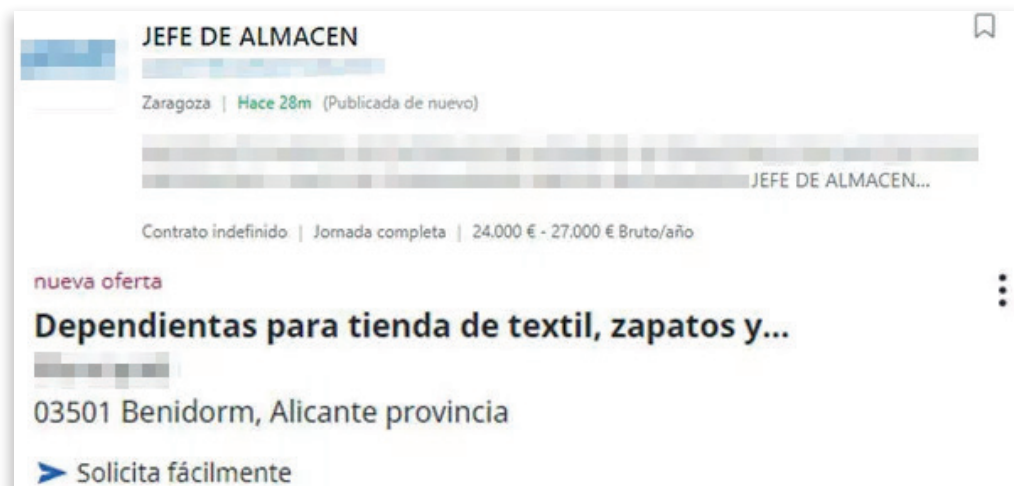 JEFE DE ALMACEN
Zaragoza | Hace 28m (Publicada de nuevo)
JEFE DE ALMACEN...
Contrato indefinido | Jornada completa | 24.000 € - 27.000 € Bruto/año
nueva oferta
Dependientas para tienda de textil, zapatos y...
03501 Benidorm, Alicante provincia
Solicita fácilmente